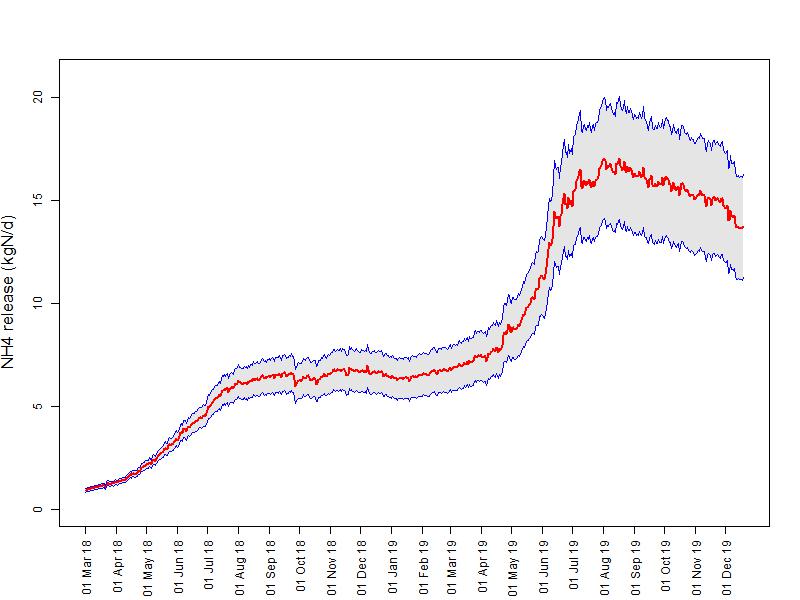 NH4 release (kgN/d)
20
15
10
5
0
01 Mar 18
01 Apr 18
01 May 18
01 Jun 18
01 Jul 18
01 Aug 18
01 Sep 18
01 Oct 18
01 Nov 18
01 Dec 18
01 Jan 19
01 Feb 19
01 Mar 19
01 Apr 19
01 May 19
01 Jun 19
01 Jul 19
01 Aug 19
01 Sep 19
01 Oct 19
01 Nov 19
01 Dec 19